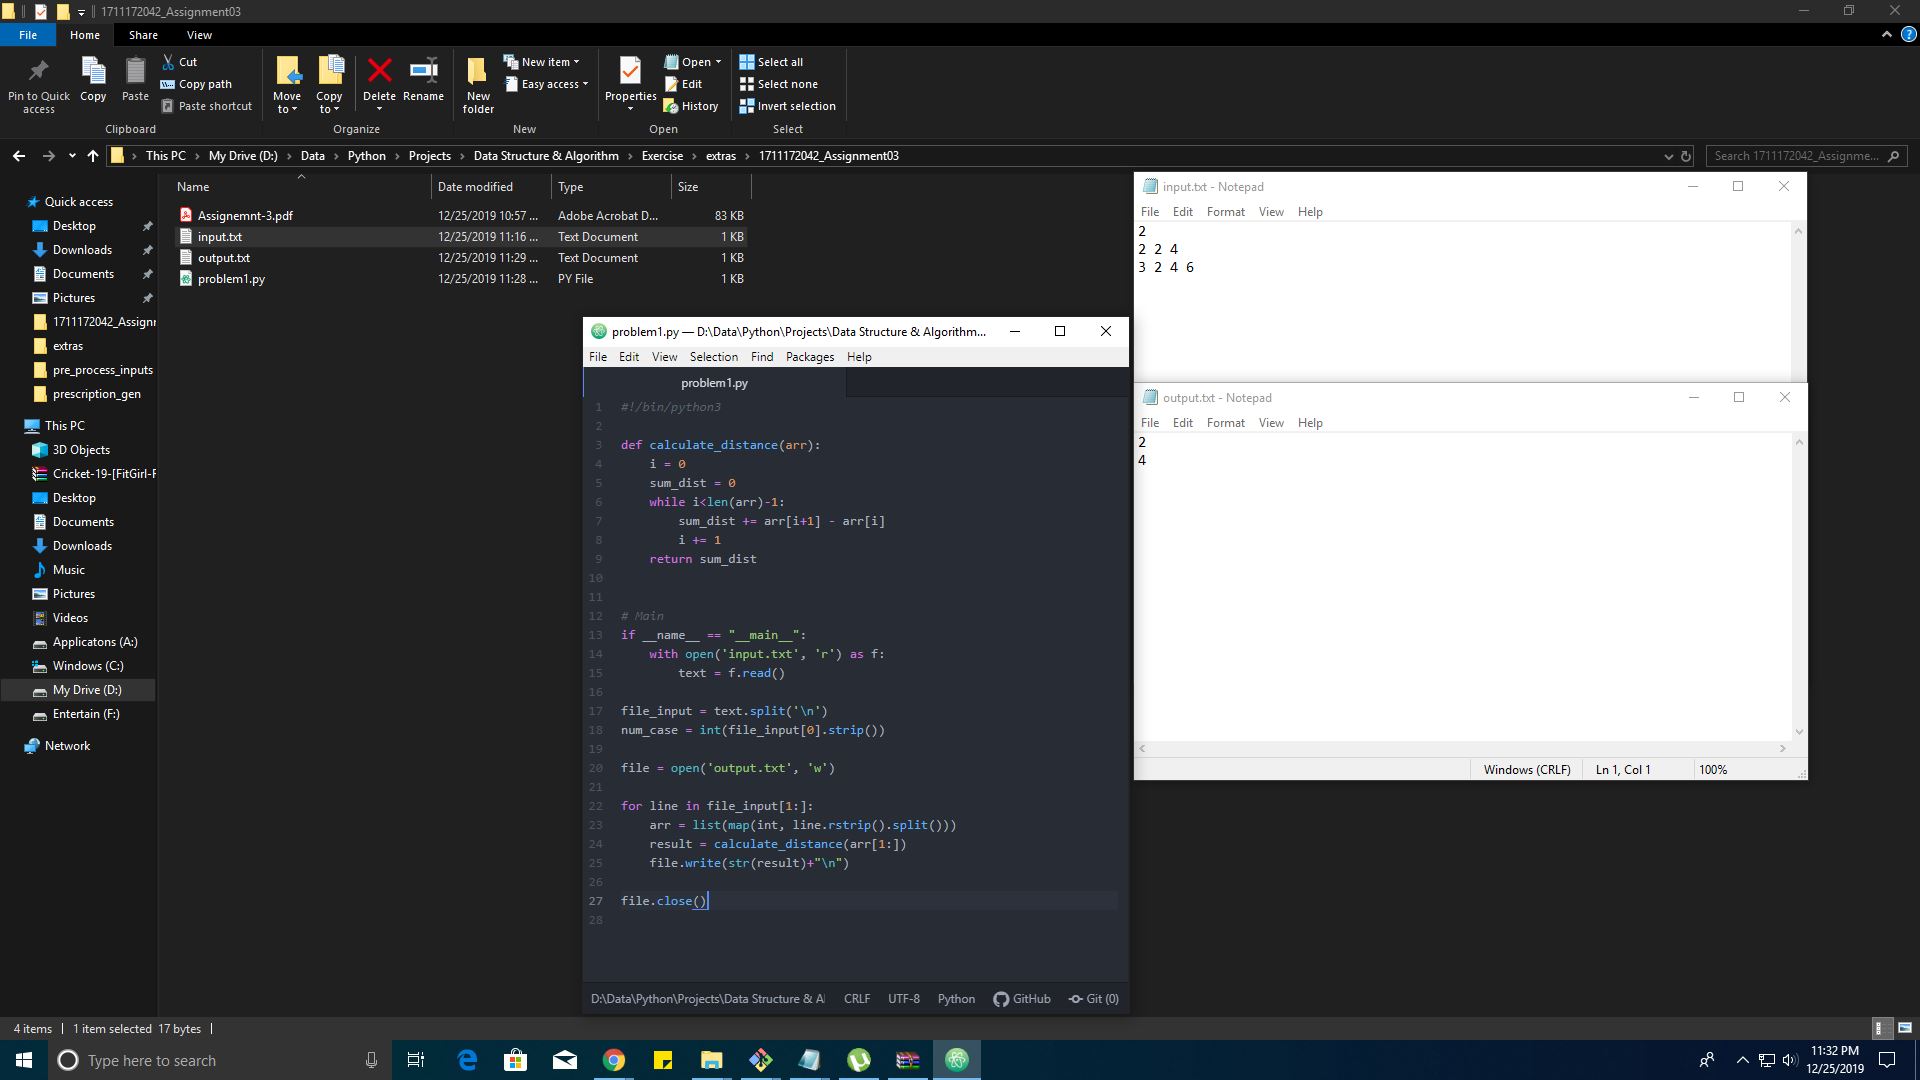 1711172042_Assignment03
File Home Share View
Pin to Quick access
Copy
Paste
Cut
Copy path
Paste shortcut
Clipboard
Move to
Copy to
Delete
Rename
Organize
New folder
New item
Easy access
New
Properties
Open
Edit
History
Open
Select all
Select none
Invert selection
Select
This PC > My Drive (D:) > Data > Python > Projects > Data Structure & Algorithm > Exercise > extras > 1711172042_Assignment03
Search 1711172042_Assignme...
Quick access
Desktop
Downloads
Documents
Pictures
1711172042_Assignr
extras
pre_process_inputs
prescription_gen
This PC
3D Objects
Cricket-19-[FitGirl-F
Desktop
Documents
Downloads
Music
Pictures
Videos
Applicatons (A:)
Windows (C:)
My Drive (D:)
Entertain (F:)
Network
Name Date modified Type Size
Assignemnt-3.pdf 12/25/2019 10:57 ... Adobe Acrobat D... 83 KB
input.txt 12/25/2019 11:16 ... Text Document 1 KB
output.txt 12/25/2019 11:29 ... Text Document 1 KB
problem1.py 12/25/2019 11:28 ... PY File 1 KB
input.txt - Notepad
File Edit Format View Help
2
2 2 4
3 2 4 6
output.txt - Notepad
File Edit Format View Help
2
4
Windows (CRLF) Ln 1, Col 1 100%
problem1.py — D:\Data\Python\Projects\Data Structure & Algorithm...
File Edit View Selection Find Packages Help
problem1.py
1 #!/bin/python3
2
3 def calculate_distance(arr):
4 i = 0
5 sum_dist = 0
6 while i<len(arr)-1:
7 sum_dist += arr[i+1] - arr[i]
8 i += 1
9 return sum_dist
10
11
12 # Main
13 if __name__ == "__main__":
14 with open('input.txt', 'r') as f:
15 text = f.read()
16
17 file_input = text.split('\n')
18 num_case = int(file_input[0].strip())
19
20 file = open('output.txt', 'w')
21
22 for line in file_input[1:]:
23 arr = list(map(int, line.rstrip().split()))
24 result = calculate_distance(arr[1:])
25 file.write(str(result)+"\n")
26
27 file.close()
28
D:\Data\Python\Projects\Data Structure & Al CRLF UTF-8 Python GitHub Git (0)
4 items 1 item selected 17 bytes
Type here to search
11:32 PM
12/25/2019